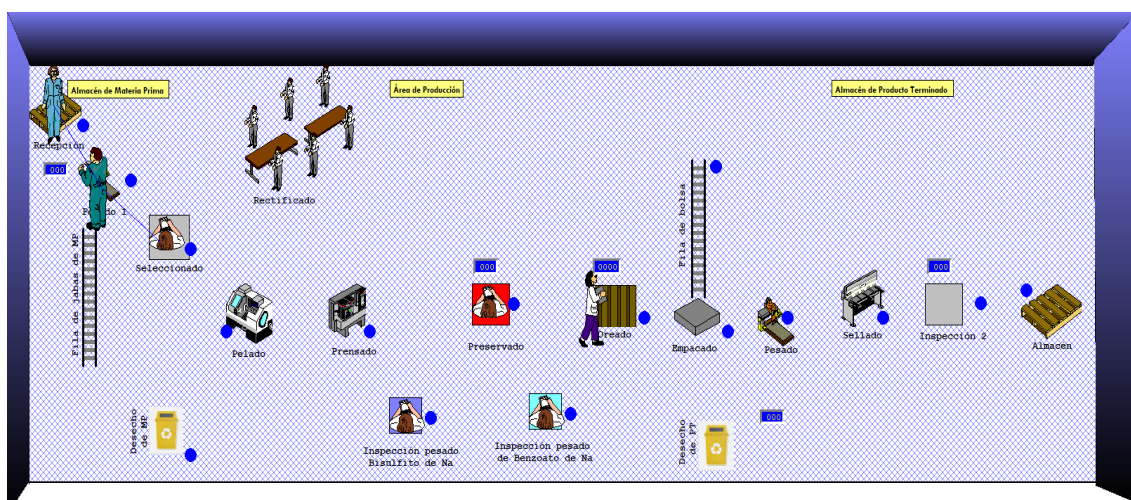 Almacén de Materia Prima
Área de Producción
Almacén de Producto Terminado
Recepción
000
1
Rectificado
Fila de bolsa
Fila de jabas de MP
Seleccionado
000
0000
000
Pelado
Prensado
Preservado
Oreado
Empacado
Pesado
Sellado
Inspección 2
Almacén
Desecho
de MP
Inspección pesado
Bisulfito de Na
Inspección pesado
de Benzoato de Na
Desecho
de PT
000